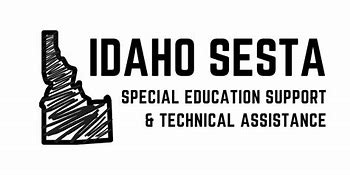 IDAHO SESTA
SPECIAL EDUCATION SUPPORT
& TECHNICAL ASSISTANCE